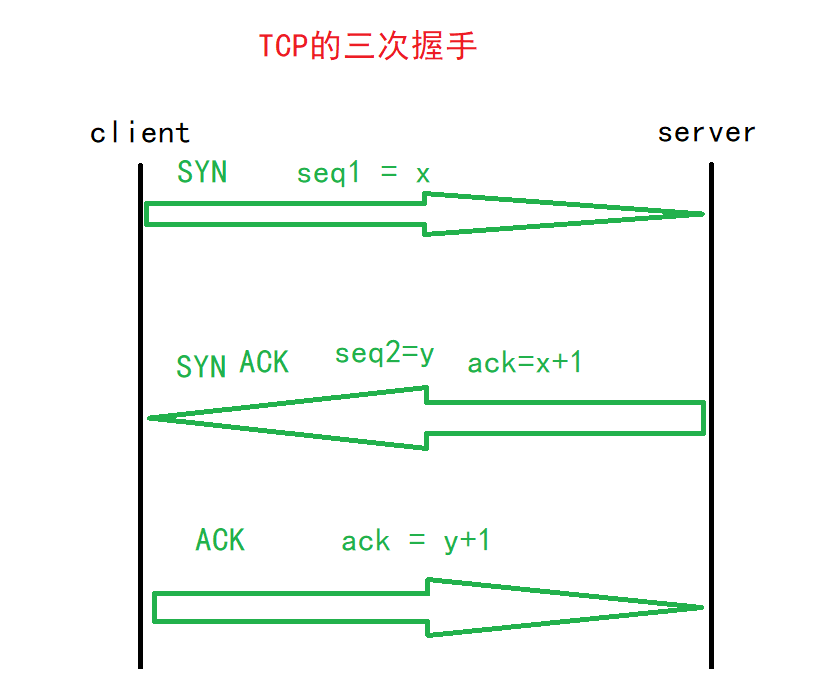 TCP的三次握手
client server
SYN seq1 = x
SYN ACK seq2=y ack=x+1
ACK ack = y+1